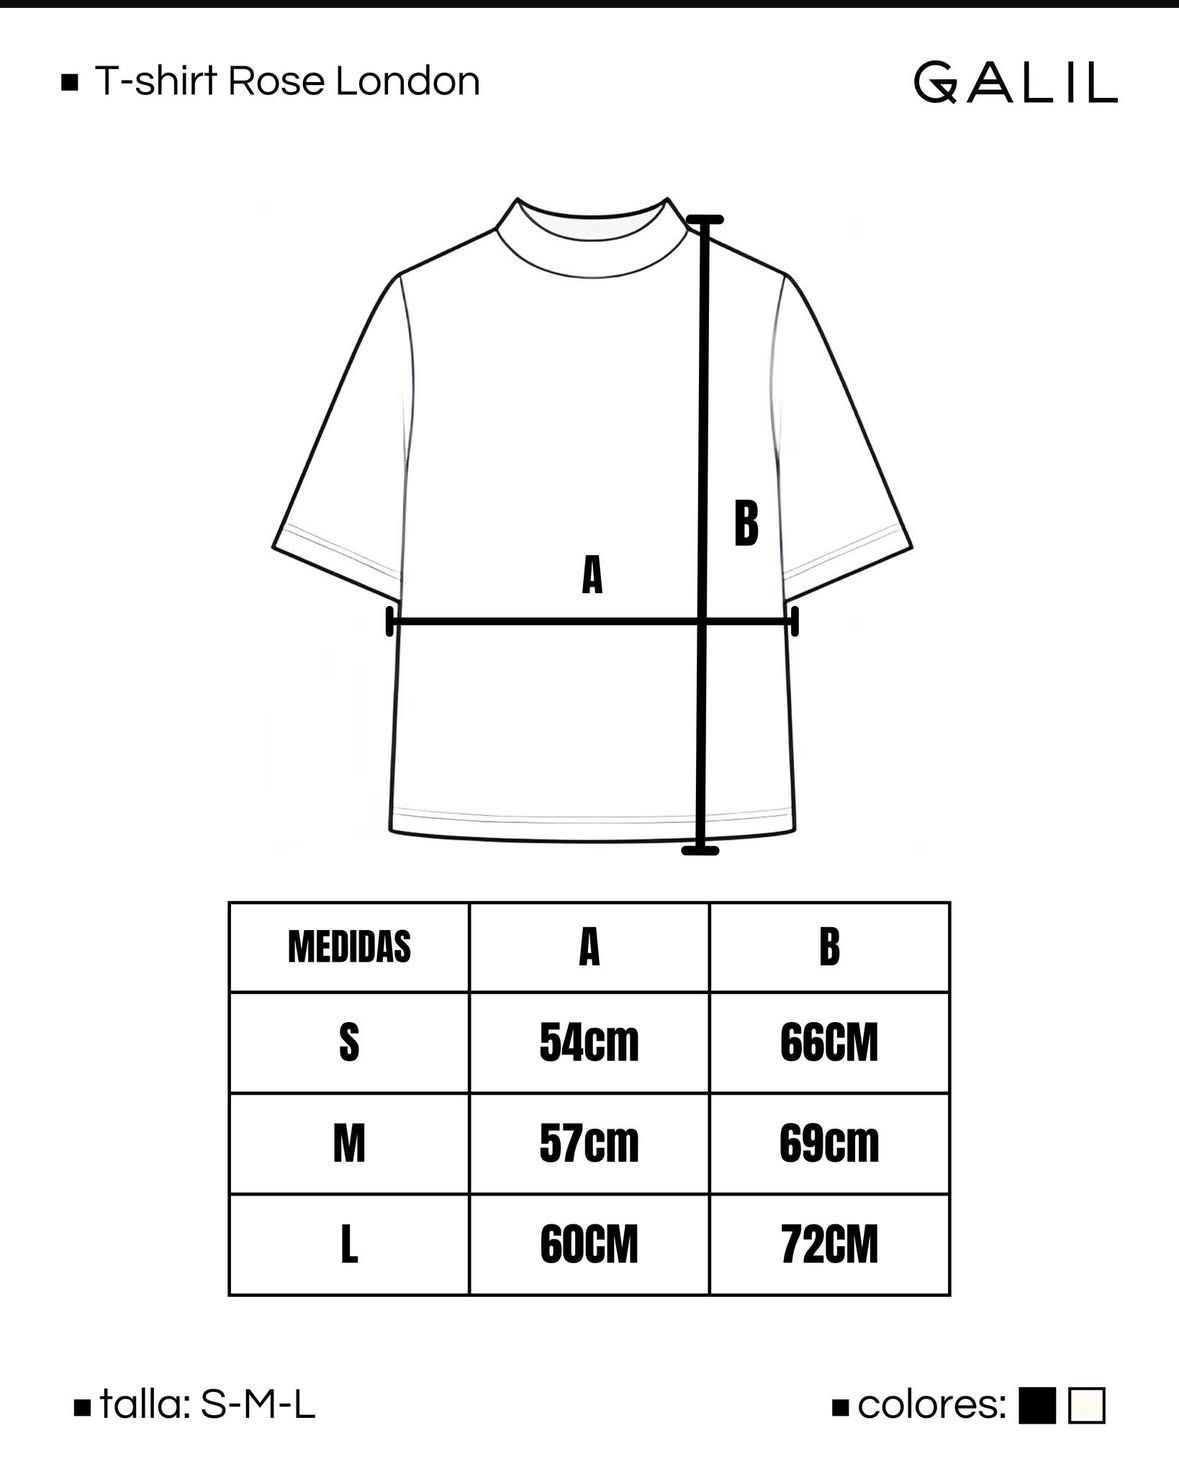 T-shirt Rose London
GALIL
B
A
MEDIDAS A B
S 54cm 66CM
M 57cm 69cm
L 60CM 72CM
talla: S-M-L
colores: